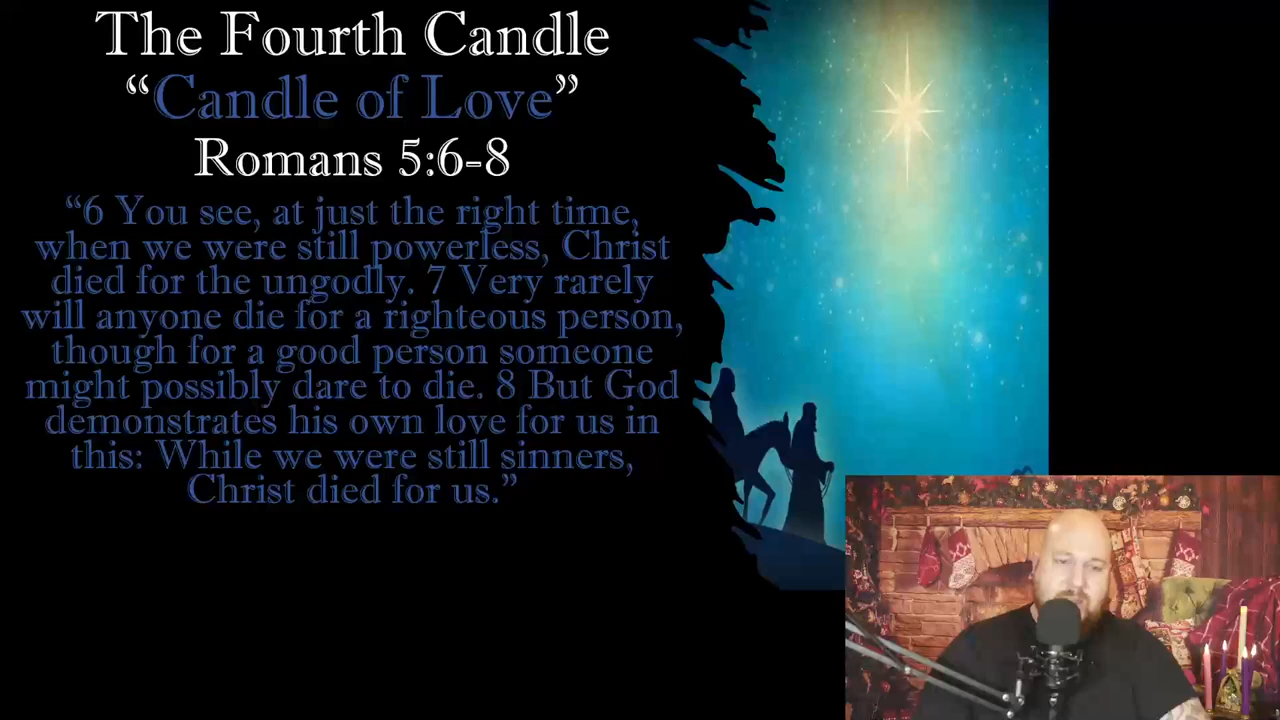 The Fourth Candle
“Candle of Love”
Romans 5:6-8
“6 You see, at just the right time,
when we were still powerless, Christ
died for the ungodly. 7 Very rarely
will anyone die for a righteous person,
though for a good person someone
might possibly dare to die. 8 But God
demonstrates his own love for us in
this: While we were still sinners,
Christ died for us.”